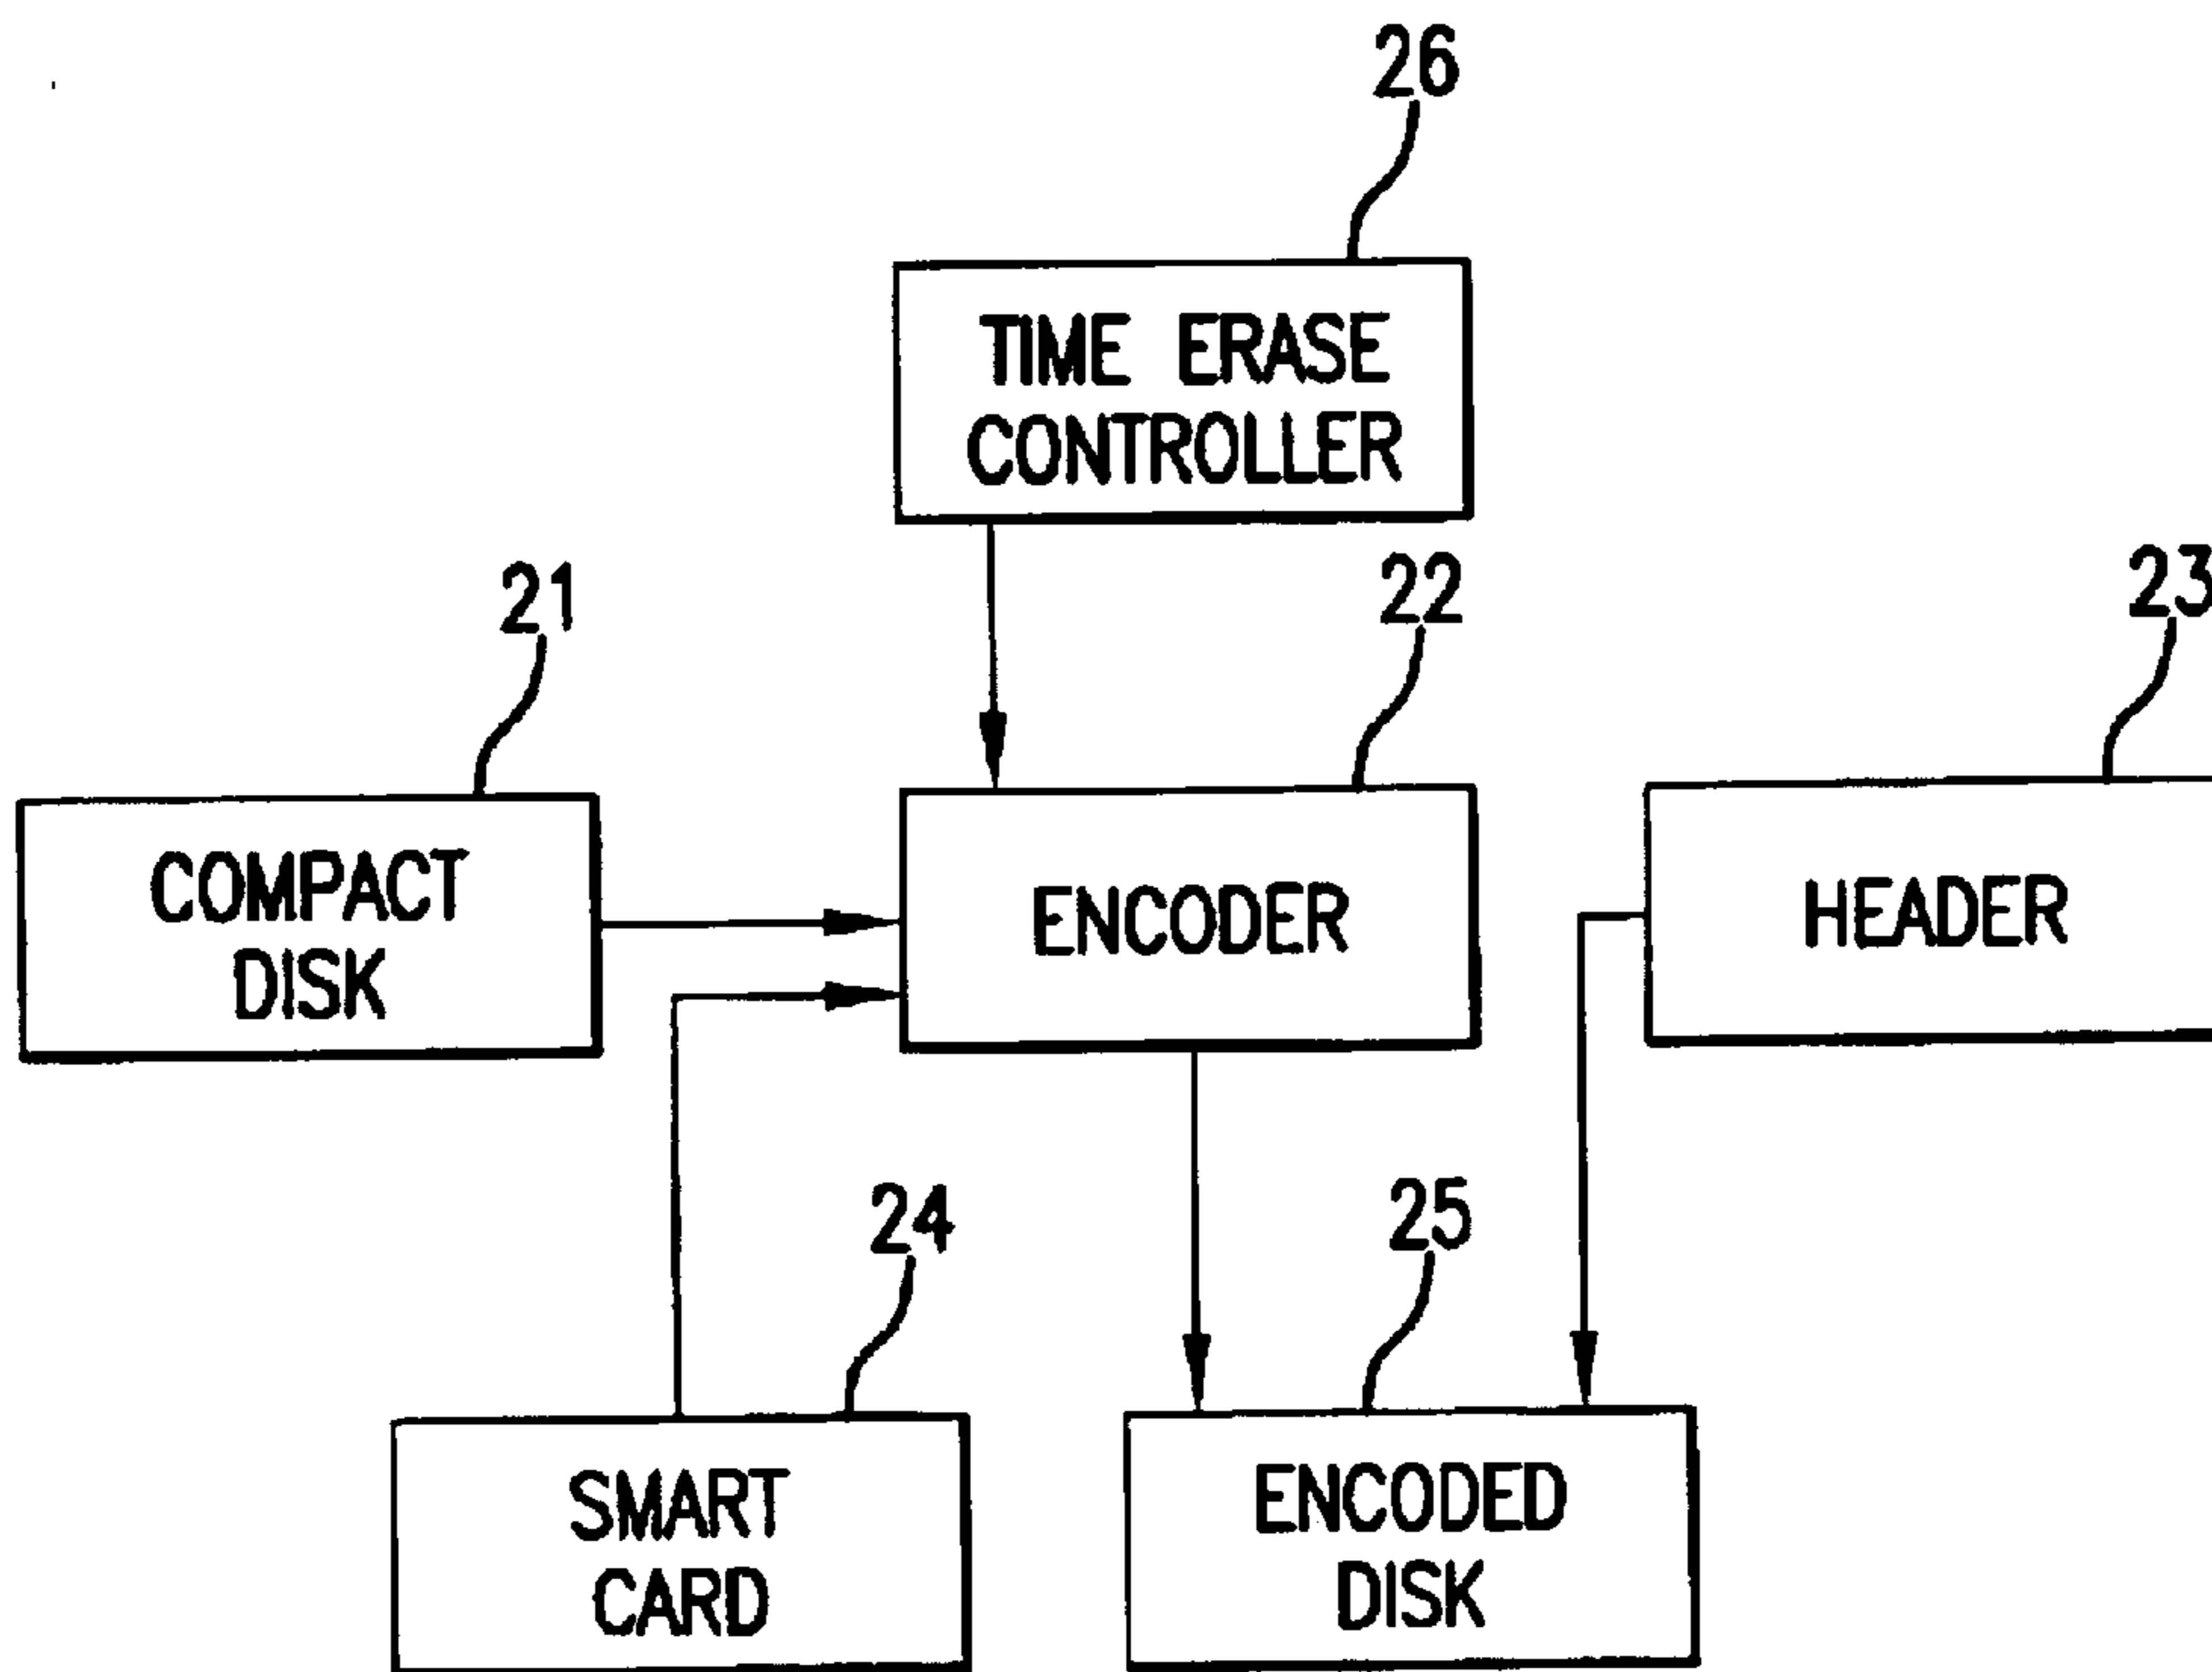 26
TIME ERASE
CONTROLLER
21
22
23
COMPACT
DISK
ENCODER
HEADER
24
25
SMART
CARD
ENCODED
DISK